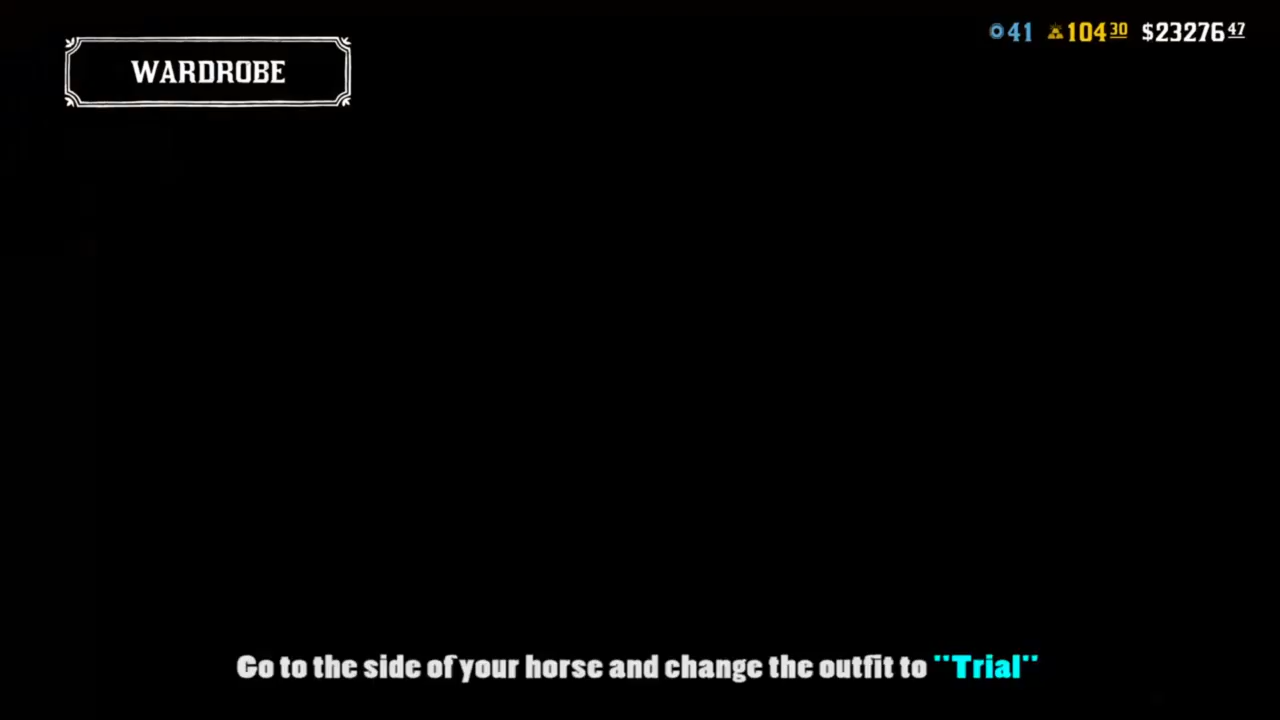 41 104 30 $23276 47
WARDROBE
Go to the side of your horse and change the outfit to "Trial"